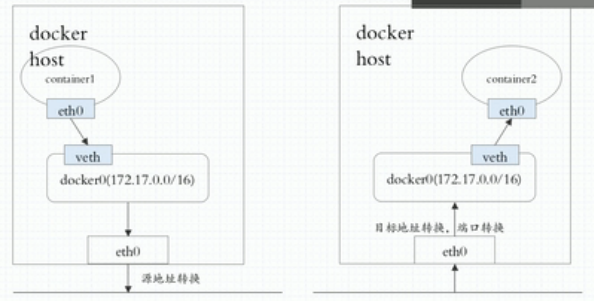 docker
host
container1
eth0
veth
docker0(172.17.0.0/16)
eth0
源地址转换
docker
host
container2
eth0
veth
docker0(172.17.0.0/16)
目标地址转换，端口转换
eth0